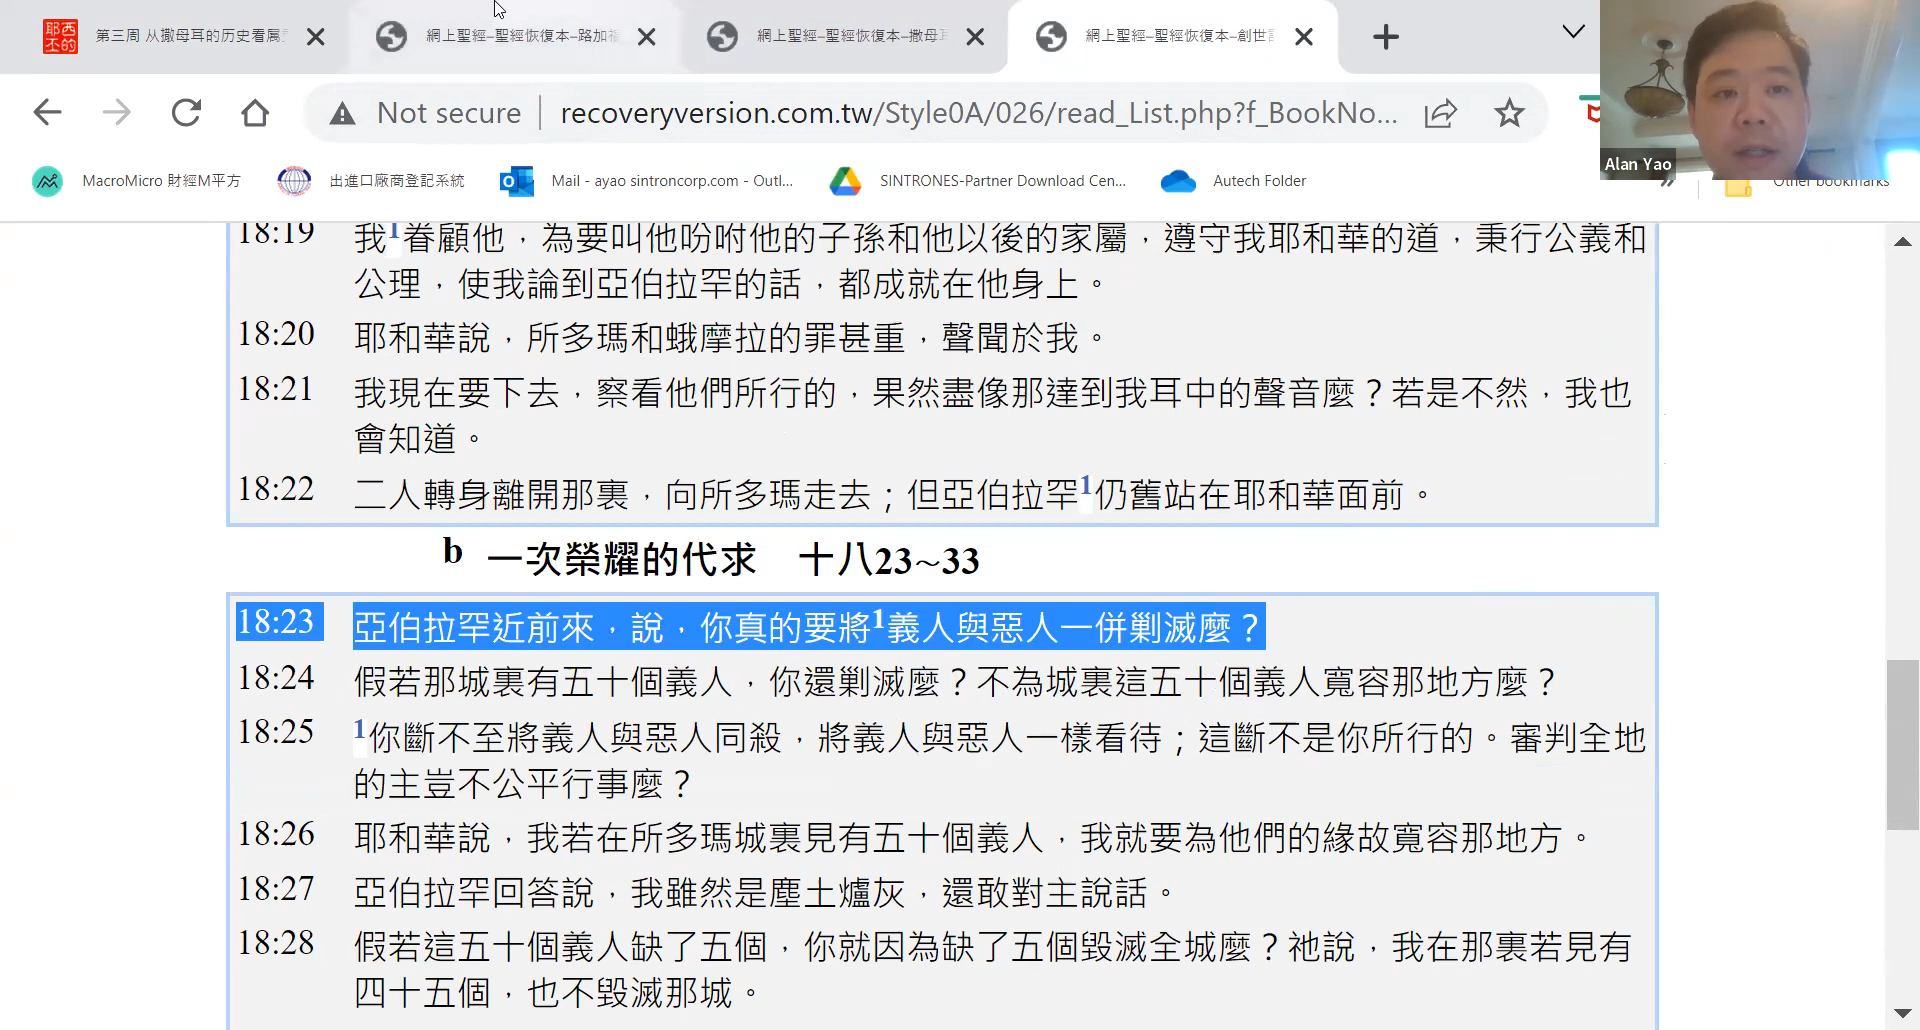 第三周 从撒母耳的历史看属
網上聖經–聖經恢復本–路加福
網上聖經–聖經恢復本–撒母耳
網上聖經–聖經恢復本–創世記
Not secure
recoveryversion.com.tw/Style0A/026/read_List.php?f_BookNo...
Alan Yao
MacroMicro 財經M平方
出進口廠商登記系統
Mail - ayao sintroncorp.com - Outl...
SINTRONES-Partner Download Cen...
Autech Folder
»
Other bookmarks
18:19 我1眷顧他，為要叫他吩咐他的子孫和他以後的家屬，遵守我耶和華的道，秉行公義和
公理，使我論到亞伯拉罕的話，都成就在他身上。
18:20 耶和華說，所多瑪和蛾摩拉的罪甚重，聲聞於我。
18:21 我現在要下去，察看他們所行的，果然盡像那達到我耳中的聲音麼？若是不然，我也
會知道。
18:22 二人轉身離開那裏，向所多瑪走去；但亞伯拉罕1仍舊站在耶和華面前。
b 一次榮耀的代求 十八23~33
18:23 亞伯拉罕近前來，說，你真的要將1義人與惡人一併剿滅麼？
18:24 假若那城裏有五十個義人，你還剿滅麼？不為城裏這五十個義人寬容那地方麼？
18:25 1你斷不至將義人與惡人同殺，將義人與惡人一樣看待；這斷不是你所行的。審判全地
的主豈不公平行事麼？
18:26 耶和華說，我若在所多瑪城裏見有五十個義人，我就要為他們的緣故寬容那地方。
18:27 亞伯拉罕回答說，我雖然是塵土爐灰，還敢對主說話。
18:28 假若這五十個義人缺了五個，你就因為缺了五個毀滅全城麼？祂說，我在那裏若見有
四十五個，也不毀滅那城。